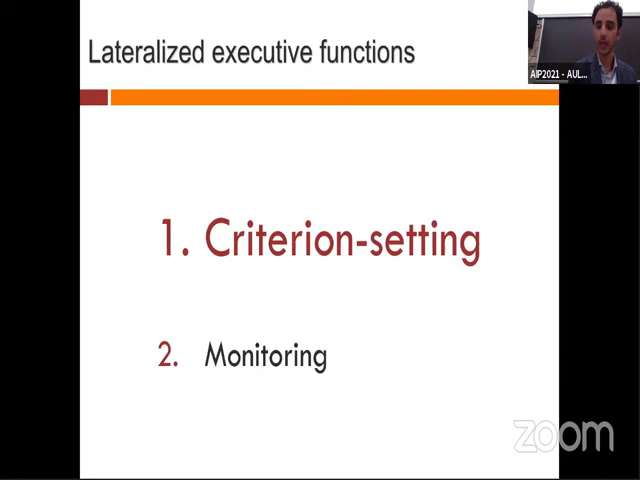 Lateralized executive functions
AIP2021 - AUL...
1. Criterion-setting
2. Monitoring
zoom